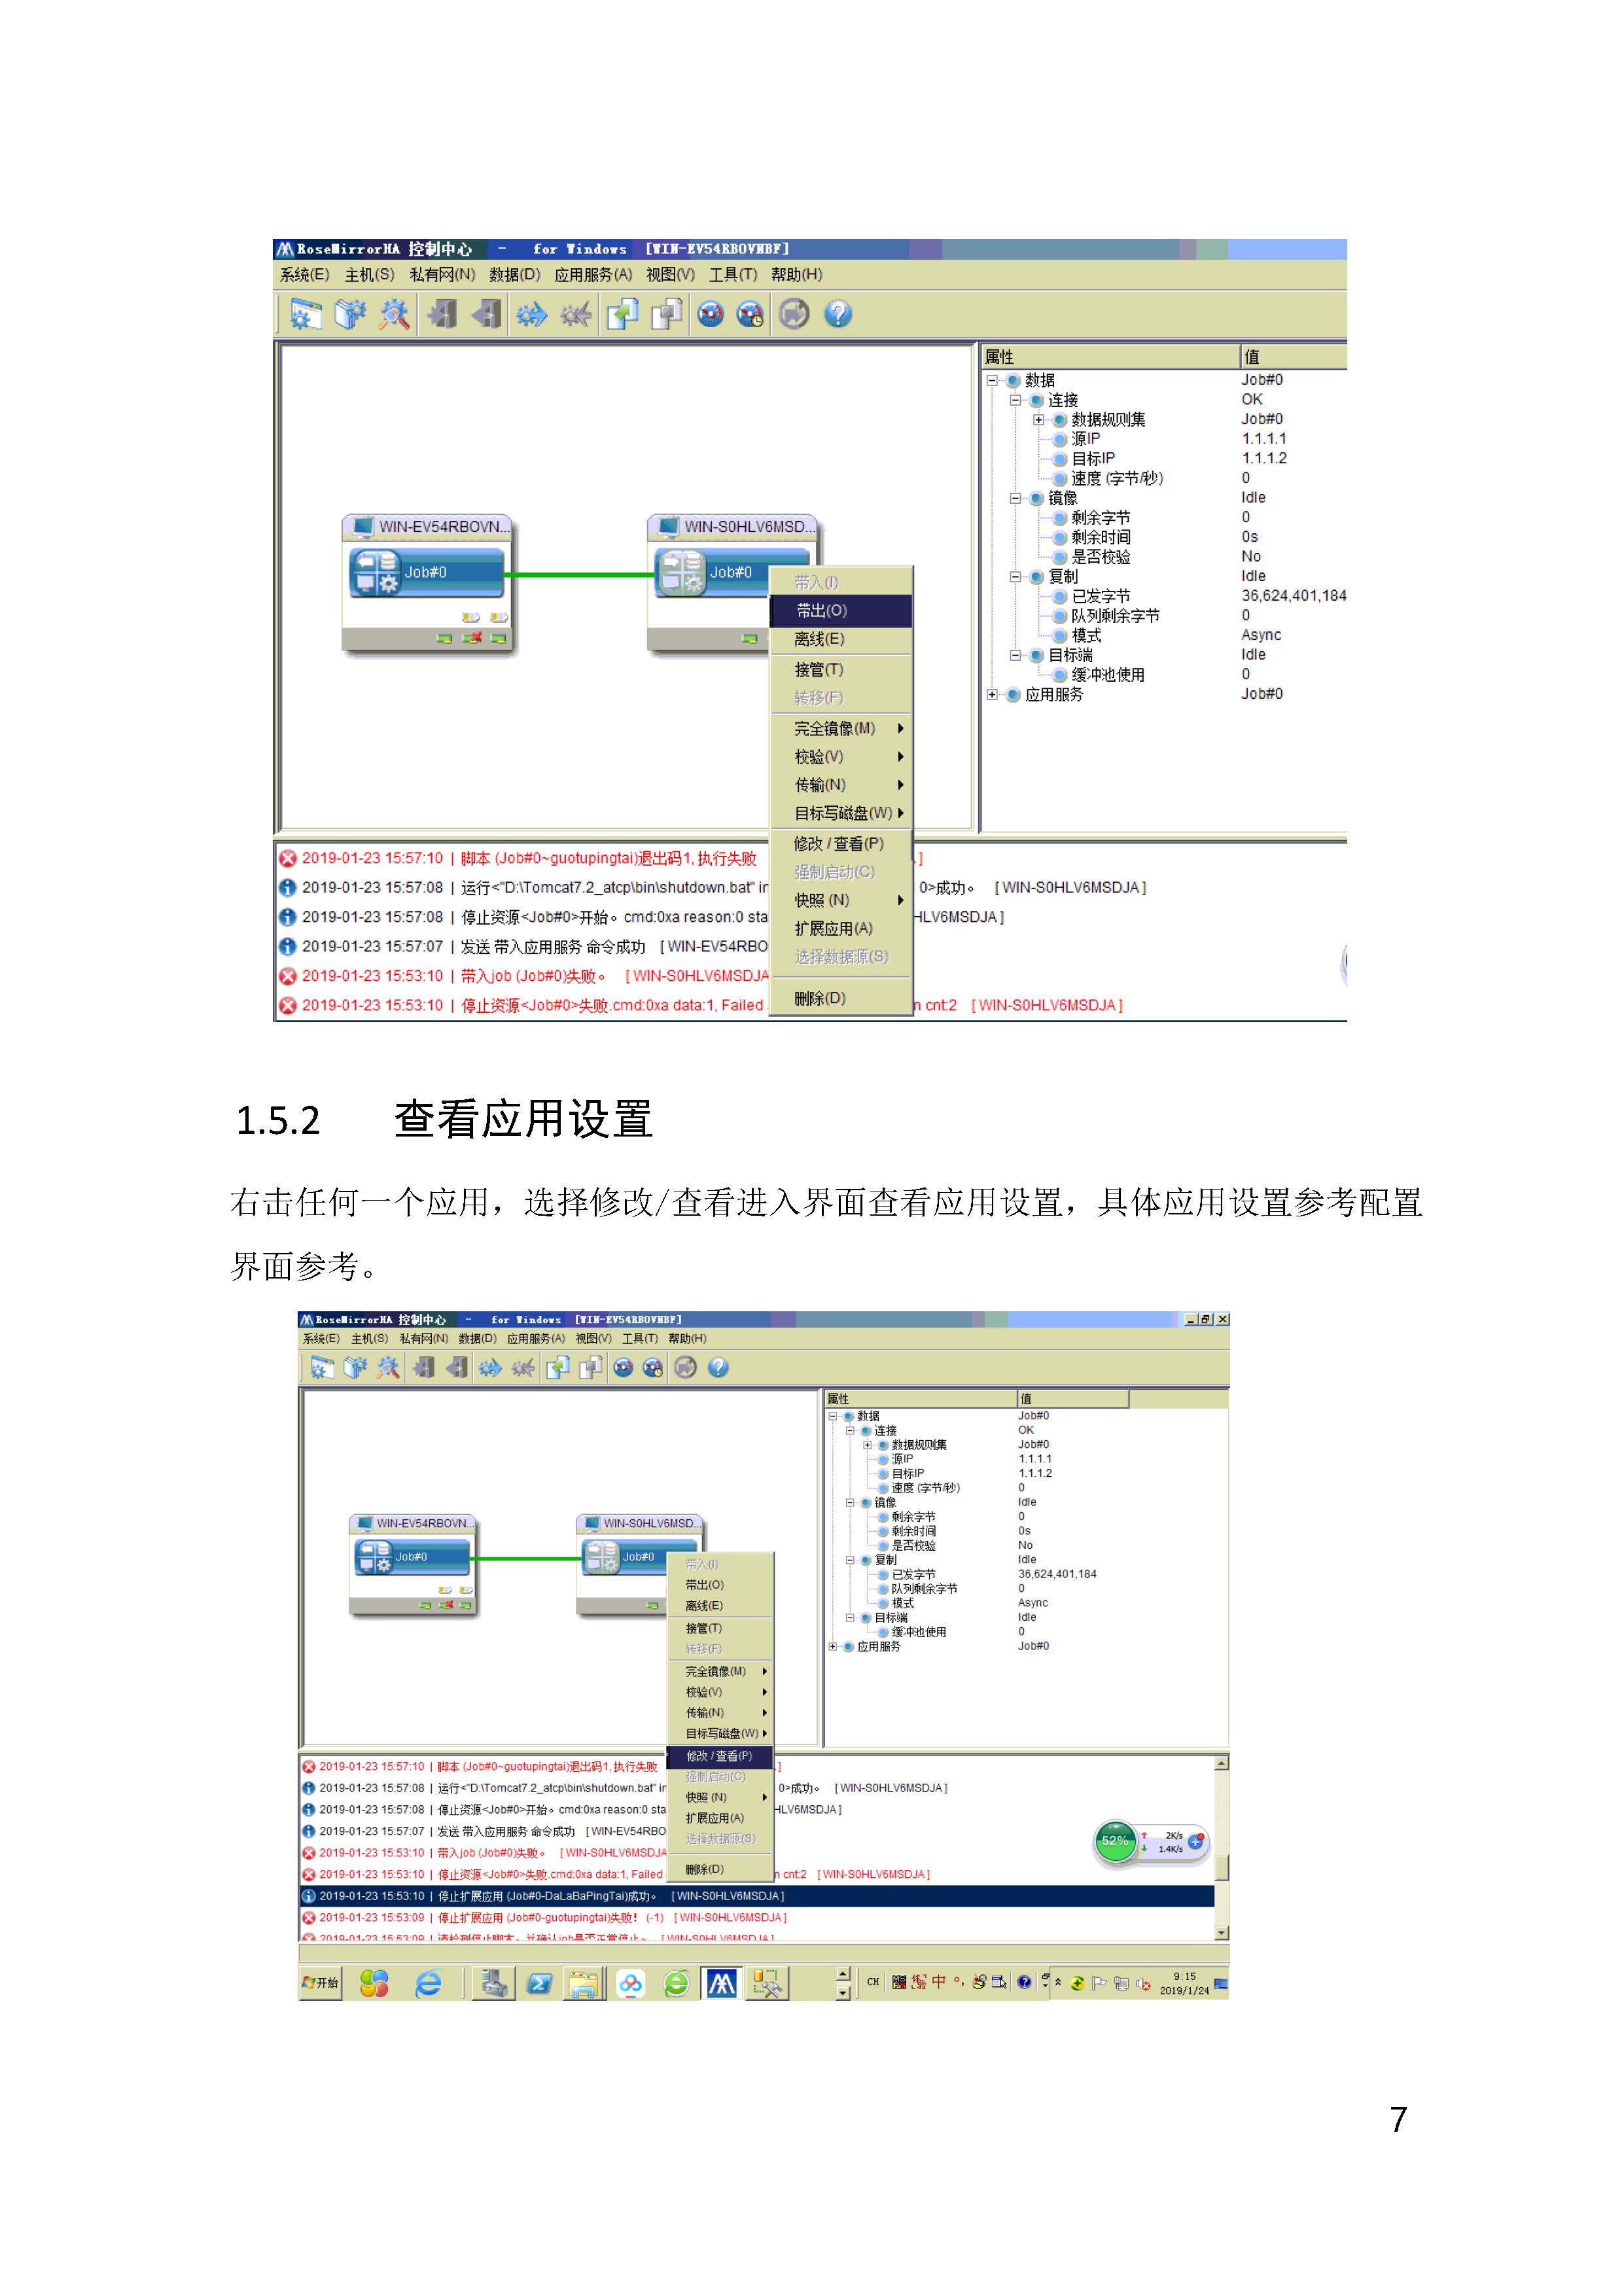 RoseMirrorHA 控制中心 - for Windows [WIN-EV54RBOVNBF]
系统(E) 主机(S) 私有网(N) 数据(D) 应用服务(A) 视图(V) 工具(T) 帮助(H)
属性 值
数据 Job#0
连接 OK
数据规则集 Job#0
源IP 1.1.1.1
目标IP 1.1.1.2
速度 (字节/秒) 0
镜像 Idle
剩余字节 0
剩余时间 0s
是否校验 No
复制 Idle
已发字节 36,624,401,184
队列剩余字节 0
模式 Async
目标端 Idle
缓冲池使用 0
应用服务 Job#0
WIN-EV54RBOVN...
Job#0
WIN-S0HLV6MSD...
Job#0
带入(I)
带出(O)
离线(E)
接管(T)
转移(F)
完全镜像(M)
校验(V)
传输(N)
目标写磁盘(W)
修改 / 查看(P)
强制启动(C)
快照 (N)
扩展应用(A)
选择数据源(S)
删除(D)
2019-01-23 15:57:10 | 脚本 (Job#0~guotupingtai)退出码1, 执行失败 ]
2019-01-23 15:57:08 | 运行<"D:\Tomcat7.2_atcp\bin\shutdown.bat" in 0>成功。 [WIN-S0HLV6MSDJA]
2019-01-23 15:57:08 | 停止资源<Job#0>开始。cmd:0xa reason:0 sta HLV6MSDJA]
2019-01-23 15:57:07 | 发送 带入应用服务 命令成功 [WIN-EV54RBO
2019-01-23 15:53:10 | 带入job (Job#0)失败。 [WIN-S0HLV6MSDJA
2019-01-23 15:53:10 | 停止资源<Job#0>失败.cmd:0xa data:1, Failed n cnt:2 [WIN-S0HLV6MSDJA]
1.5.2 查看应用设置
右击任何一个应用，选择修改/查看进入界面查看应用设置，具体应用设置参考配置
界面参考。
RoseMirrorHA 控制中心 - for Windows [WIN-EV54RBOVNBF]
系统(E) 主机(S) 私有网(N) 数据(D) 应用服务(A) 视图(V) 工具(T) 帮助(H)
属性 值
数据 Job#0
连接 OK
数据规则集 Job#0
源IP 1.1.1.1
目标IP 1.1.1.2
速度 (字节/秒) 0
镜像 Idle
剩余字节 0
剩余时间 0s
是否校验 No
复制 Idle
已发字节 36,624,401,184
队列剩余字节 0
模式 Async
目标端 Idle
缓冲池使用 0
应用服务 Job#0
WIN-EV54RBOVN...
Job#0
WIN-S0HLV6MSD...
Job#0
带入(I)
带出(O)
离线(E)
接管(T)
转移(F)
完全镜像(M)
校验(V)
传输(N)
目标写磁盘(W)
修改 / 查看(P)
强制启动(C)
快照 (N)
扩展应用(A)
选择数据源(S)
删除(D)
2019-01-23 15:57:10 | 脚本 (Job#0~guotupingtai)退出码1, 执行失败 ]
2019-01-23 15:57:08 | 运行<"D:\Tomcat7.2_atcp\bin\shutdown.bat" ir 0>成功。 [WIN-S0HLV6MSDJA]
2019-01-23 15:57:08 | 停止资源<Job#0>开始。cmd:0xa reason:0 sta HLV6MSDJA]
2019-01-23 15:57:07 | 发送 带入应用服务 命令成功 [WIN-EV54RBO
2019-01-23 15:53:10 | 带入job (Job#0)失败。 [WIN-S0HLV6MSDJA
2019-01-23 15:53:10 | 停止资源<Job#0>失败.cmd:0xa data:1, Failed n cnt:2 [WIN-S0HLV6MSDJA]
2019-01-23 15:53:10 | 停止扩展应用 (Job#0-DaLaBaPingTai)成功。 [WIN-S0HLV6MSDJA]
2019-01-23 15:53:09 | 停止扩展应用 (Job#0-guotupingtai)失败! (-1) [WIN-S0HLV6MSDJA]
2019-01-23 15:53:09 | 请检测停止脚本，并确认job是否正常停止。 [WIN-S0HLV6MSDJA]
52% 2K/s
1.4K/s
开始 CH 中 9:15
2019/1/24
7